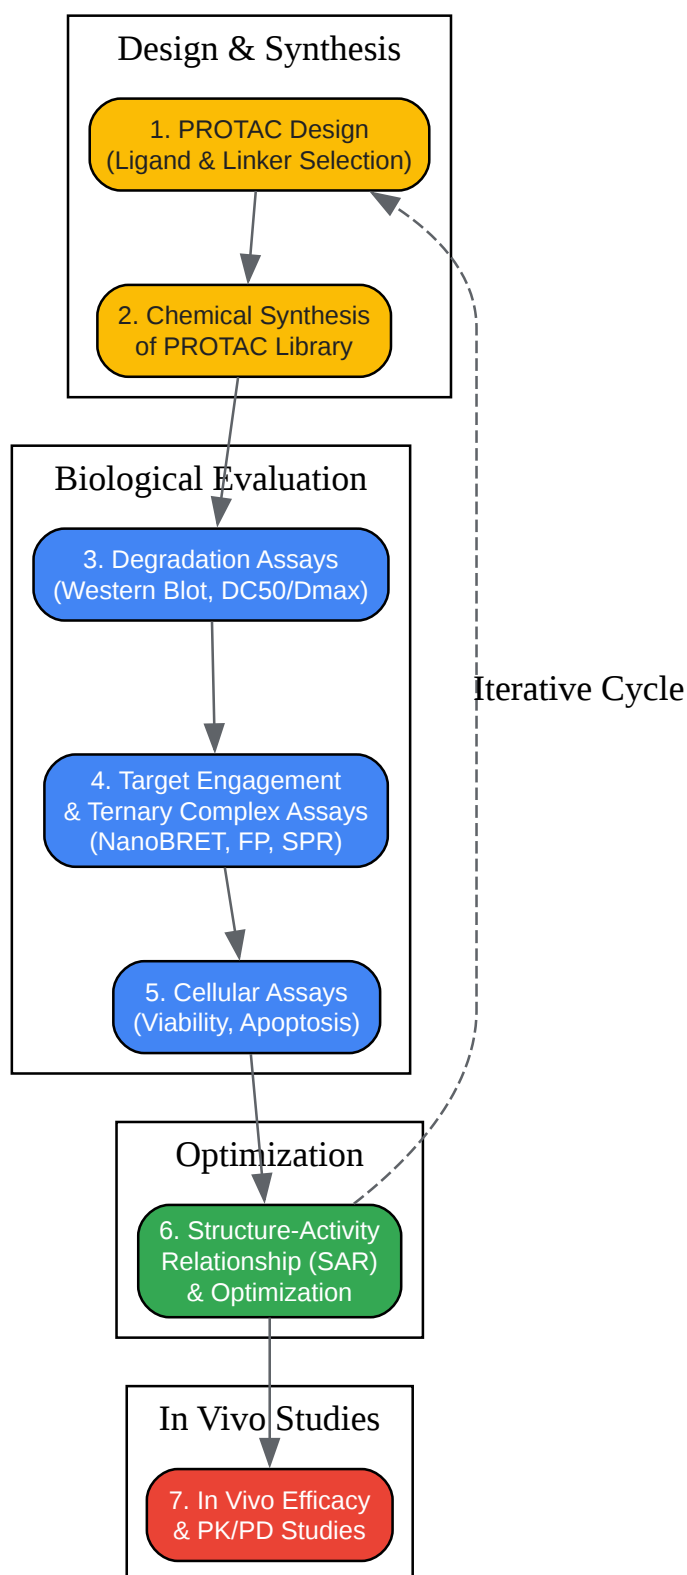 Design & Synthesis
1. PROTAC Design
(Ligand & Linker Selection)
2. Chemical Synthesis
of PROTAC Library
Biological Evaluation
3. Degradation Assays
(Western Blot, DC50/Dmax)
Iterative Cycle
4. Target Engagement
& Ternary Complex Assays
(NanoBRET, FP, SPR)
5. Cellular Assays
(Viability, Apoptosis)
Optimization
6. Structure-Activity
Relationship (SAR)
& Optimization
In Vivo Studies
7. In Vivo Efficacy
& PK/PD Studies